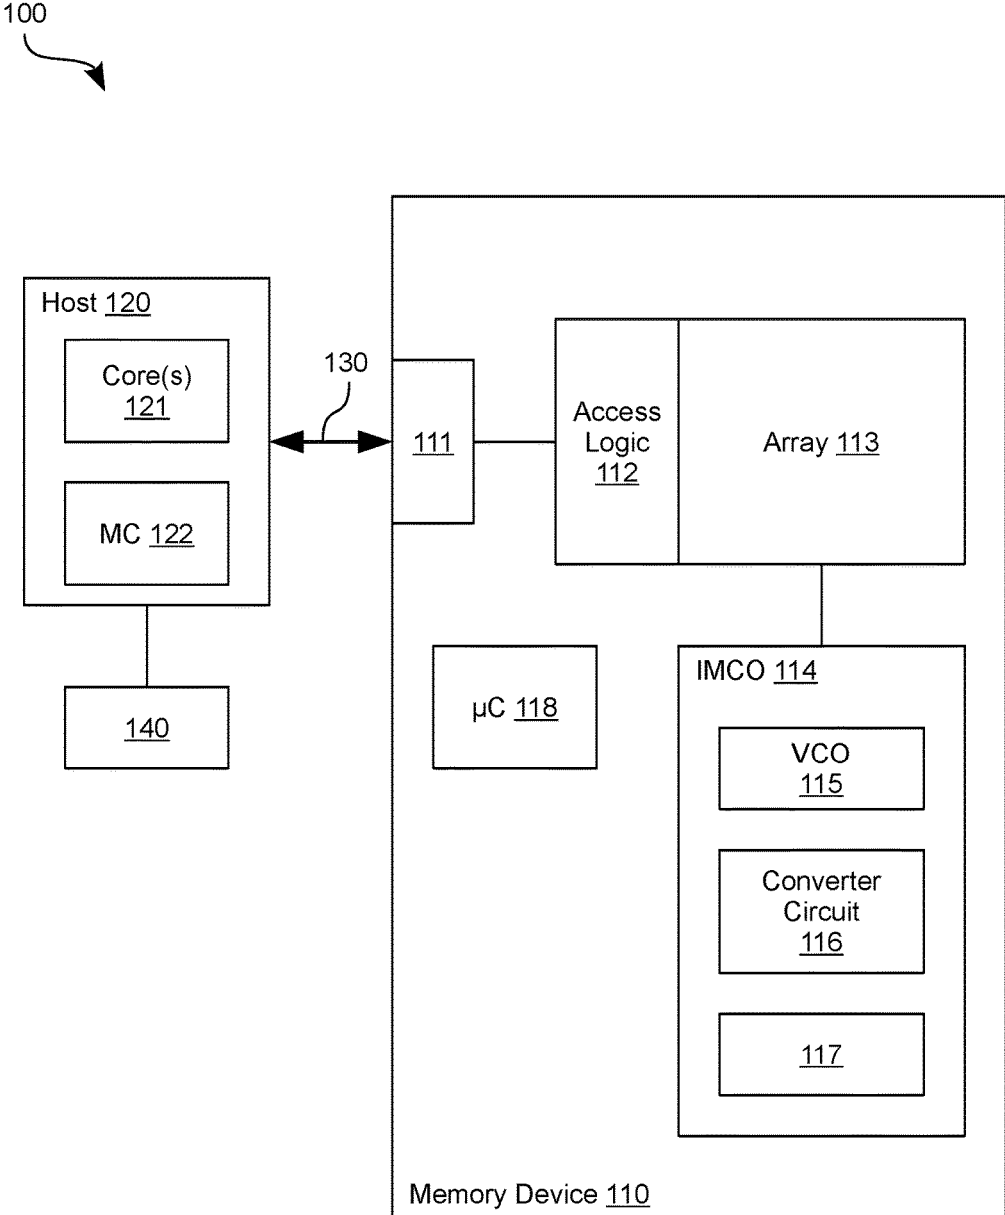 100
Host 120
Core(s)
121
MC 122
140
130
111
Access
Logic
112
Array 113
µC 118
IMCO 114
VCO
115
Converter
Circuit
116
117
Memory Device 110